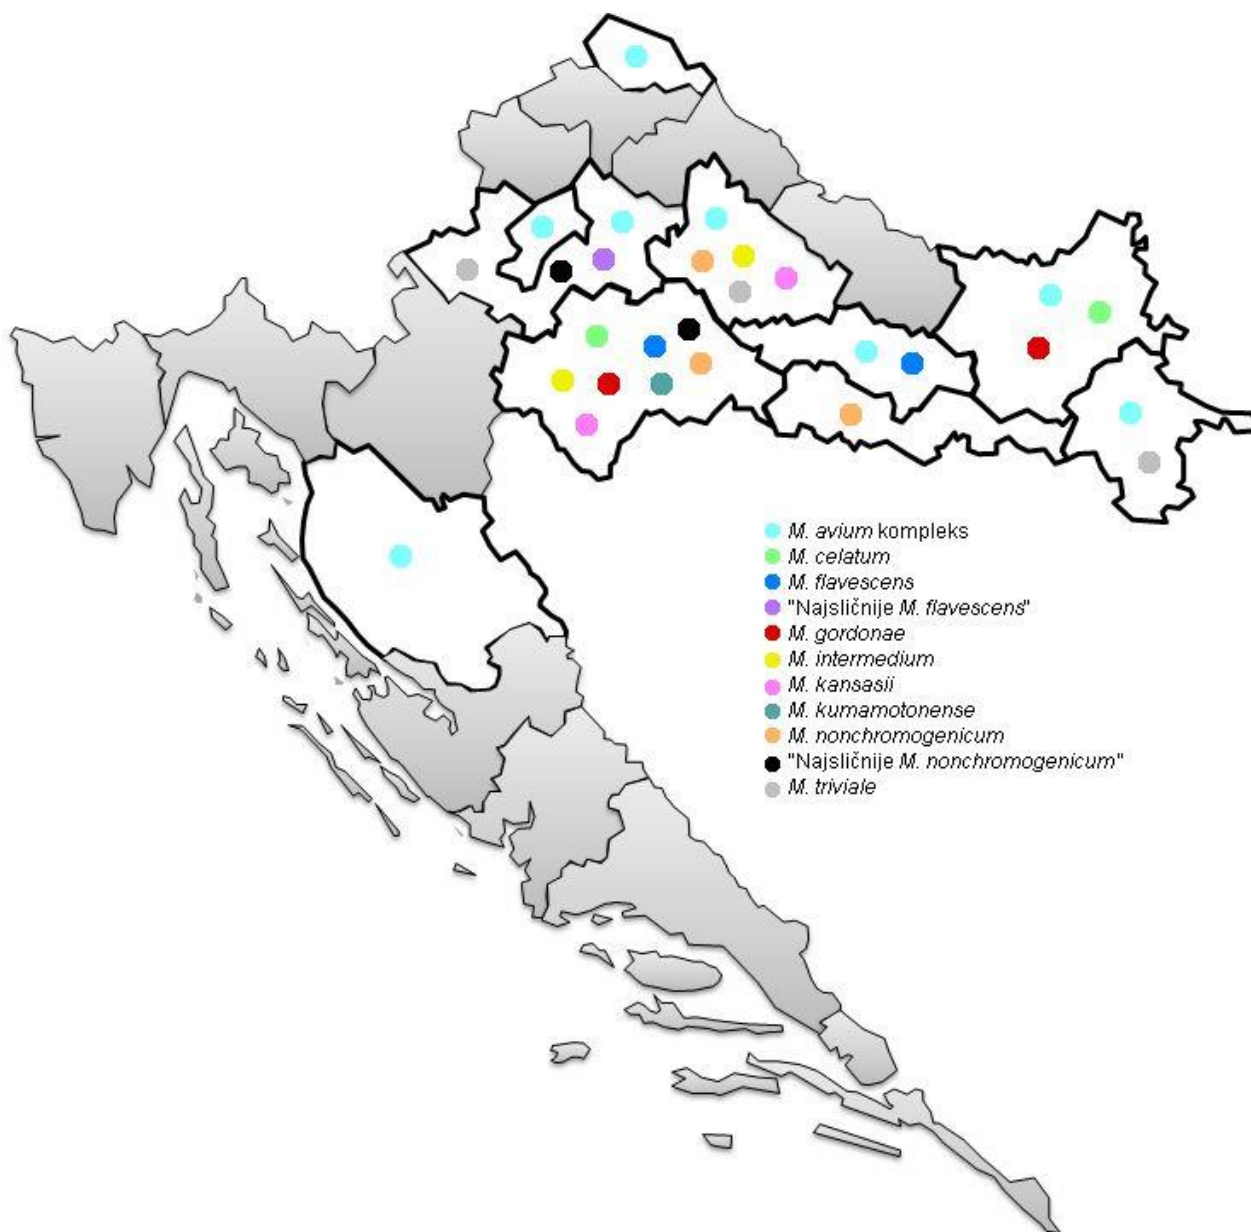 M. avium kompleks
M. celatum
M. flavescens
"Najsličnije M. flavescens"
M. gordonae
M. intermedium
M. kansasii
M. kumamotonense
M. nonchromogenicum
"Najsličnije M. nonchromogenicum"
M. triviale